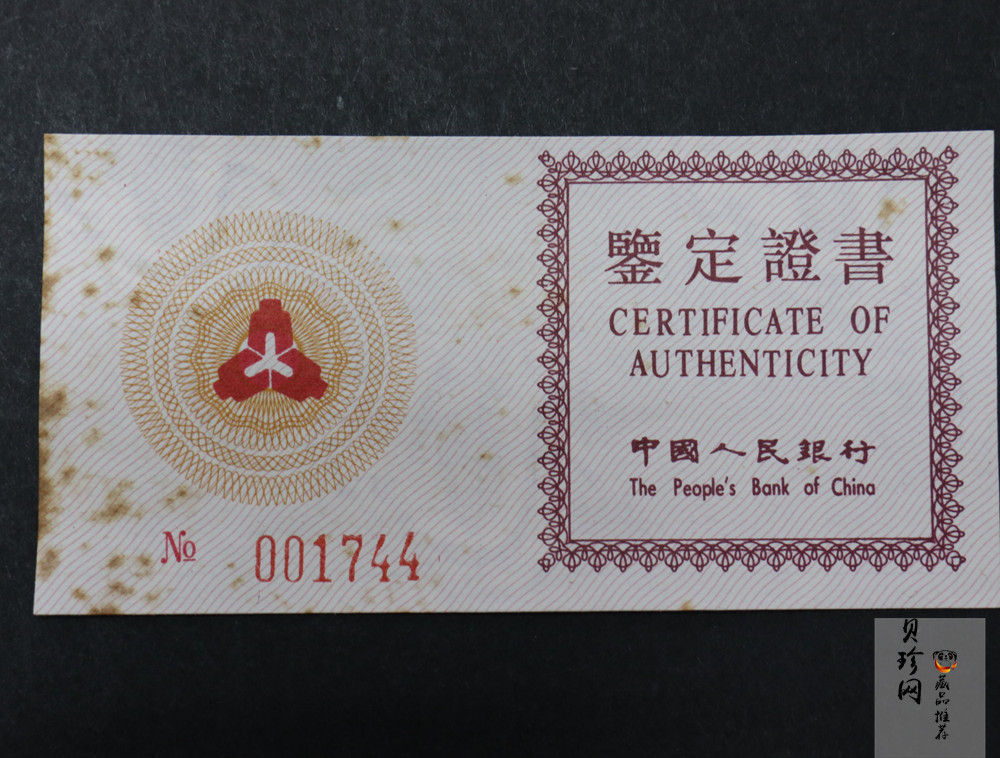 鑒定證書
CERTIFICATE OF
AUTHENTICITY
中國人民銀行
The People's Bank of China
No 001744
贝珍网
藏品推荐